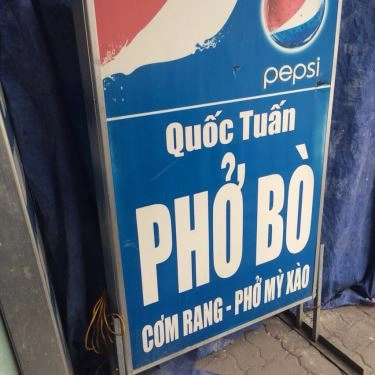 pepsi
Quốc Tuấn
PHỞ BÒ
CƠM RANG - PHỞ MỲ XÀO